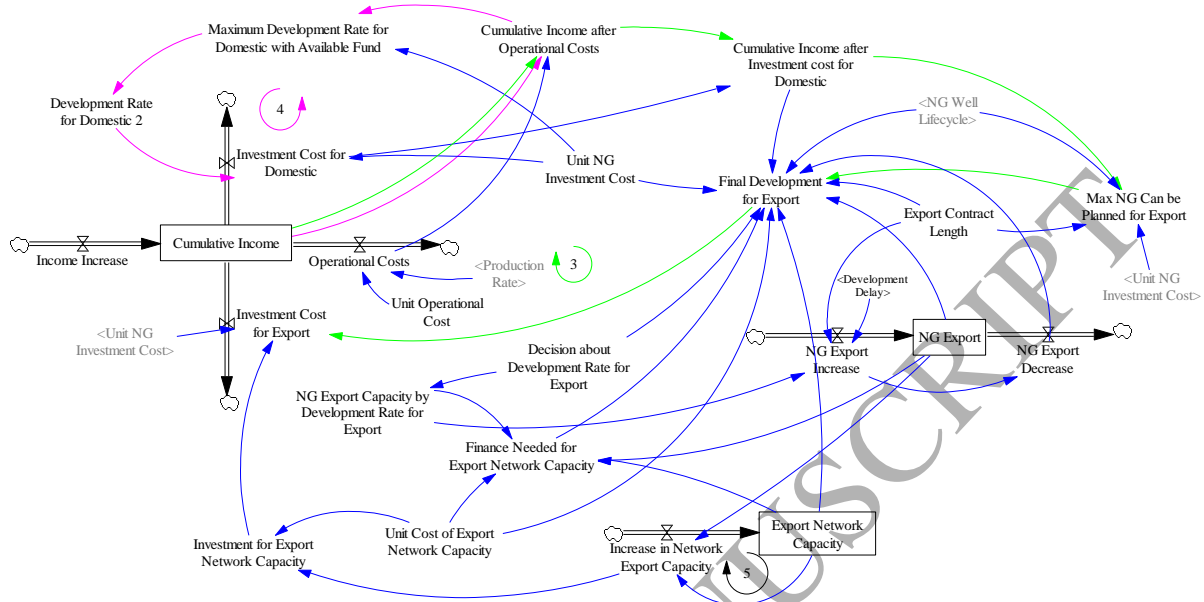 Maximum Development Rate for
Domestic with Available Fund
Cumulative Income after
Operational Costs
Cumulative Income after
Investment cost for
Domestic
Development Rate
for Domestic 2
4
<NG Well
Lifecycle>
Investment Cost for
Domestic
Unit NG
Investment Cost
Final Development
for Export
Max NG Can be
Planned for Export
Export Contract
Length
Cumulative Income
Income Increase
Operational Costs
<Production
Rate>
3
<Development
Delay>
<Unit NG
Investment Cost>
Unit Operational
Cost
Investment Cost
for Export
<Unit NG
Investment Cost>
NG Export
NG Export
Increase
NG Export
Decrease
Decision about
Development Rate for
Export
NG Export Capacity by
Development Rate for
Export
Finance Needed for
Export Network Capacity
Unit Cost of Export
Network Capacity
Investment for Export
Network Capacity
Export Network
Capacity
Increase in Network
Export Capacity
5
NUSCRIPT